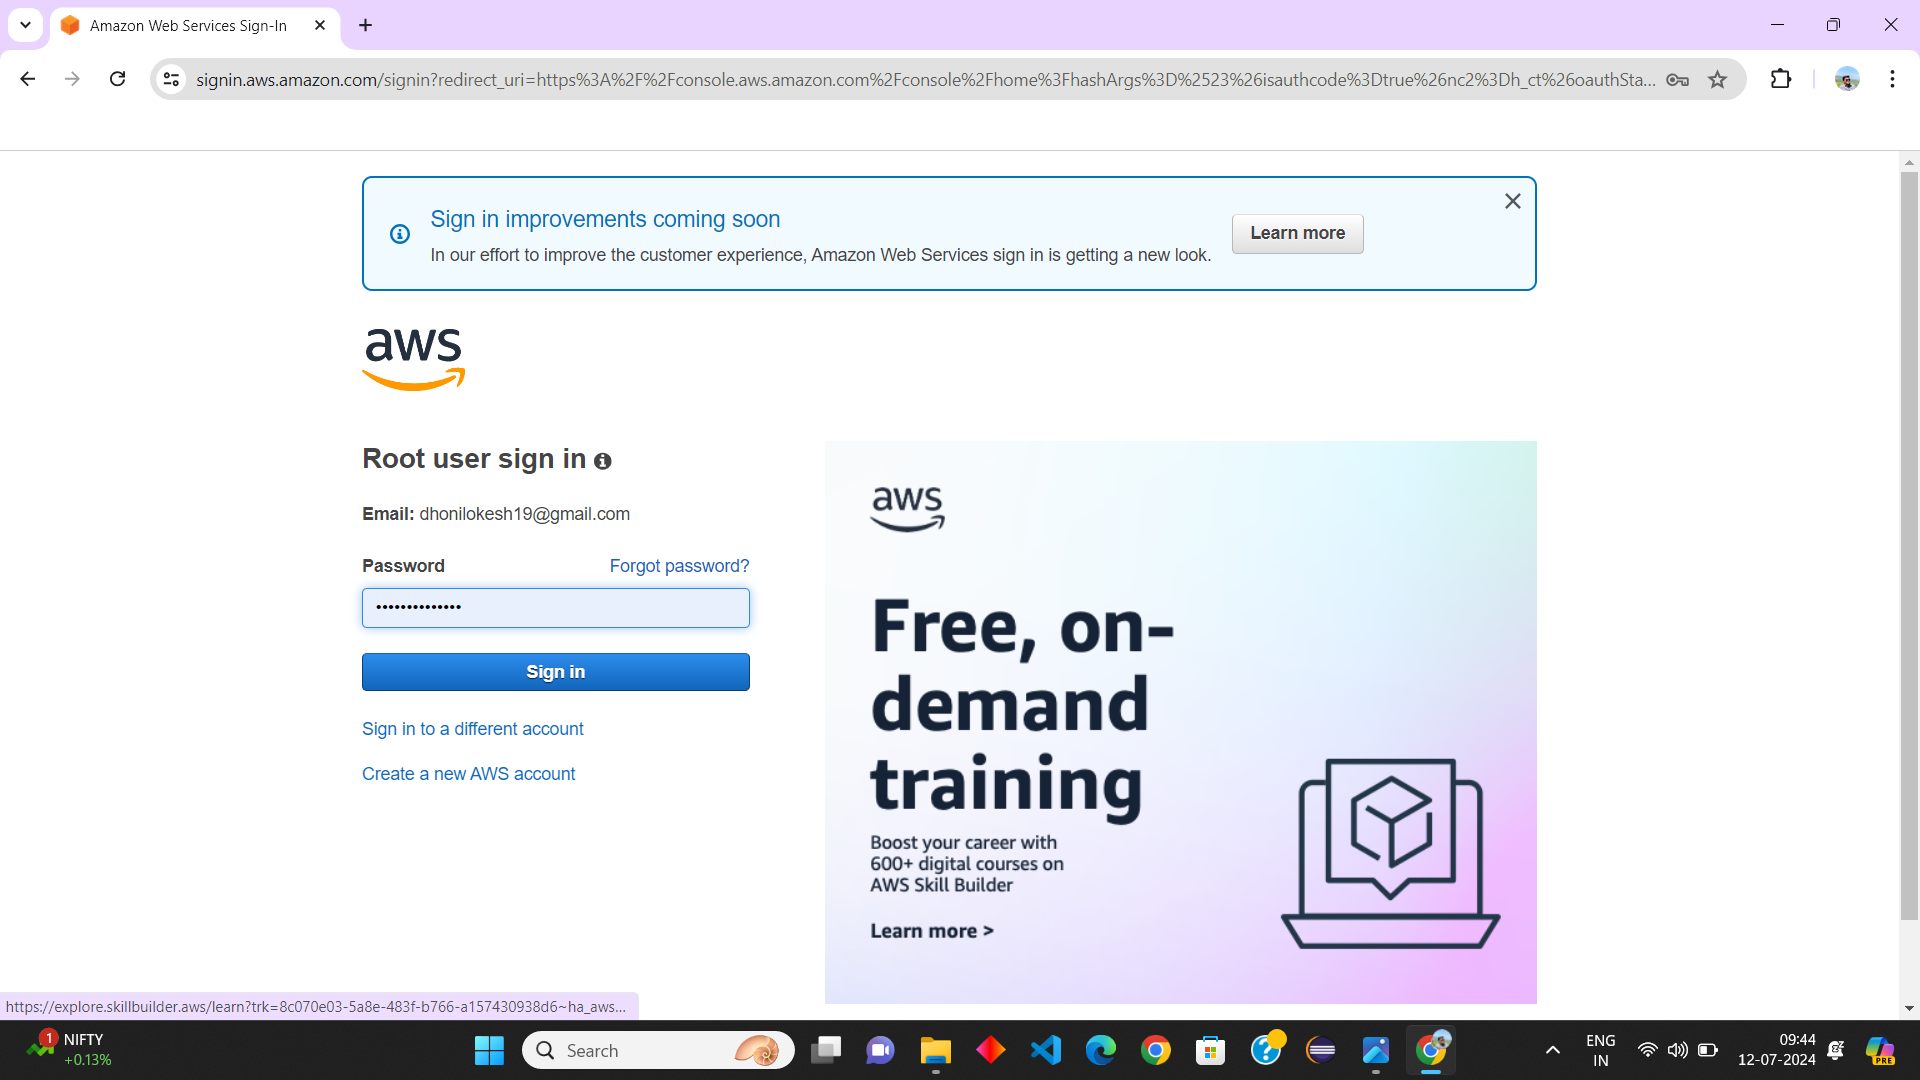 Amazon Web Services Sign-In
signin.aws.amazon.com/signin?redirect_uri=https%3A%2F%2Fconsole.aws.amazon.com%2Fconsole%2Fhome%3FhashArgs%3D%2523%26isauthcode%3Dtrue%26nc2%3Dh_ct%26oauthSta...
Sign in improvements coming soon
In our effort to improve the customer experience, Amazon Web Services sign in is getting a new look.
Learn more
aws
Root user sign in
Email: dhonilokesh19@gmail.com
Password
Forgot password?
••••••••••••••
Sign in
Sign in to a different account
Create a new AWS account
aws
Free, on-
demand
training
Boost your career with
600+ digital courses on
AWS Skill Builder
Learn more >
https://explore.skillbuilder.aws/learn?trk=8c070e03-5a8e-483f-b766-a157430938d6~ha_aws...
1
NIFTY
+0.13%
Search
PRE
ENG
IN
09:44
12-07-2024